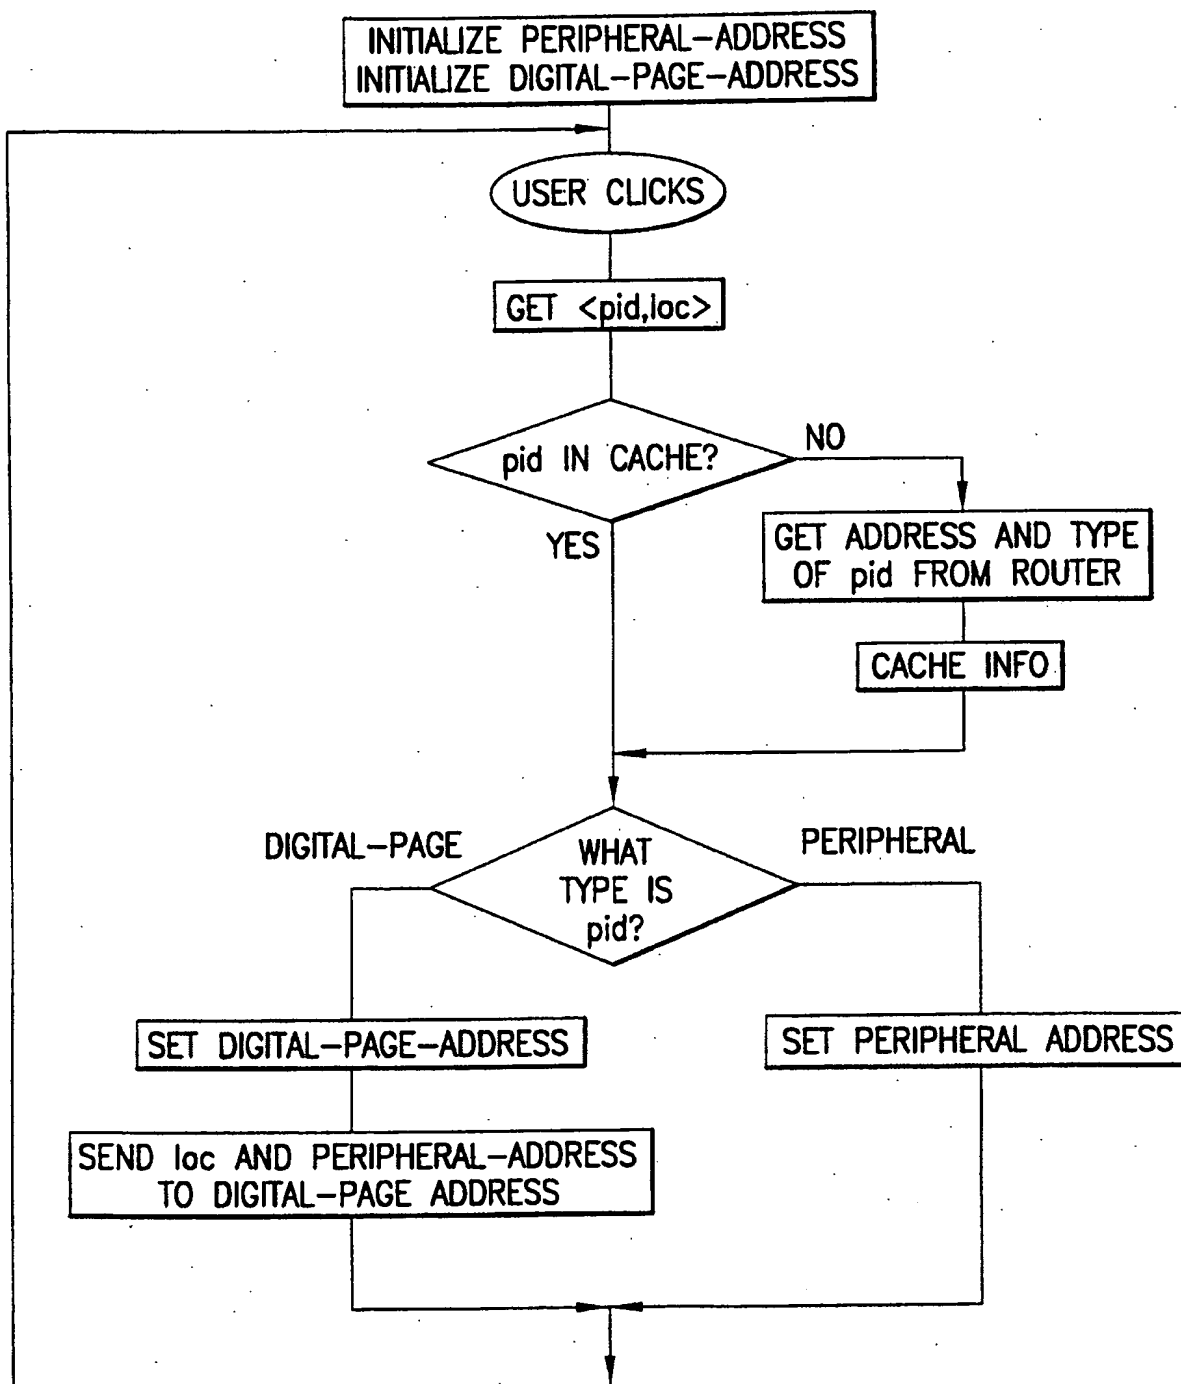 INITIALIZE PERIPHERAL-ADDRESS
INITIALIZE DIGITAL-PAGE-ADDRESS
USER CLICKS
GET <pid,loc>
pid IN CACHE?
NO
YES
GET ADDRESS AND TYPE
OF pid FROM ROUTER
CACHE INFO
DIGITAL-PAGE
WHAT
TYPE IS
pid?
PERIPHERAL
SET DIGITAL-PAGE-ADDRESS
SET PERIPHERAL ADDRESS
SEND loc AND PERIPHERAL-ADDRESS
TO DIGITAL-PAGE ADDRESS